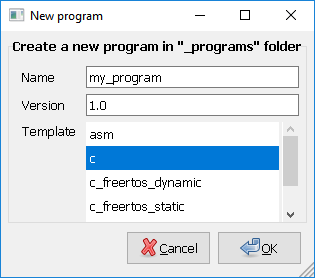 New program
Create a new program in "_programs" folder
Name my_program
Version 1.0
Template asm
c
c_freertos_dynamic
c_freertos_static
Cancel OK